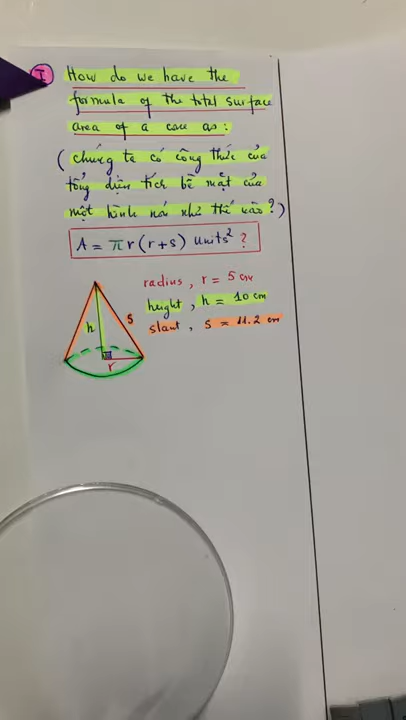 I How do we have the
formula of the total surface
area of a cone as:
(chúng ta có công thức của
tổng diện tích bề mặt của
một hình nón như thế nào?)
A = πr(r+s) units² ?
radius, r = 5 cm
height, h = 10 cm
slant, s ≈ 11.2 cm
s
h
r